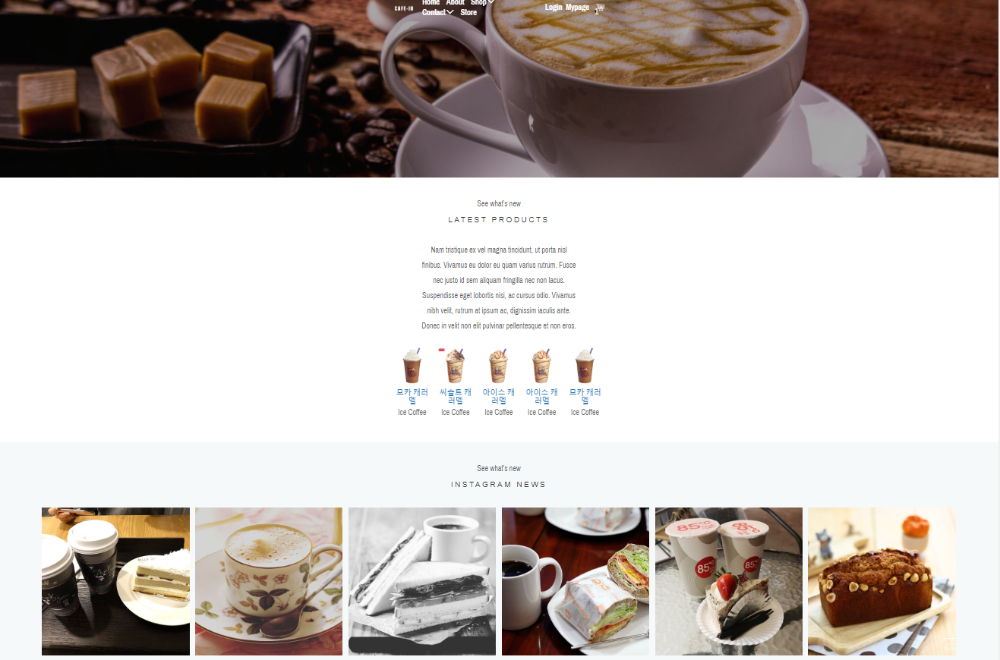 CAFE-IN
Home About Shop
Contact Store
Login Mypage 1
See what's new
LATEST PRODUCTS
Nam tristique ex vel magna tincidunt, ut porta nisl
finibus. Vivamus eu dolor eu quam varius rutrum. Fusce
nec justo id sem aliquam fringilla nec non lacus.
Suspendisse eget lobortis nisi, ac cursus odio. Vivamus
nibh velit, rutrum at ipsum ac, dignissim iaculis ante.
Donec in velit non elit pulvinar pellentesque et non eros.
모카 캐러
멜
Ice Coffee
씨솔트 캐
러멜
Ice Coffee
아이스 캐
러멜
Ice Coffee
아이스 캐
러멜
Ice Coffee
모카 캐러
멜
Ice Coffee
See what's new
INSTAGRAM NEWS
85°C
85°C
85°C
85°C